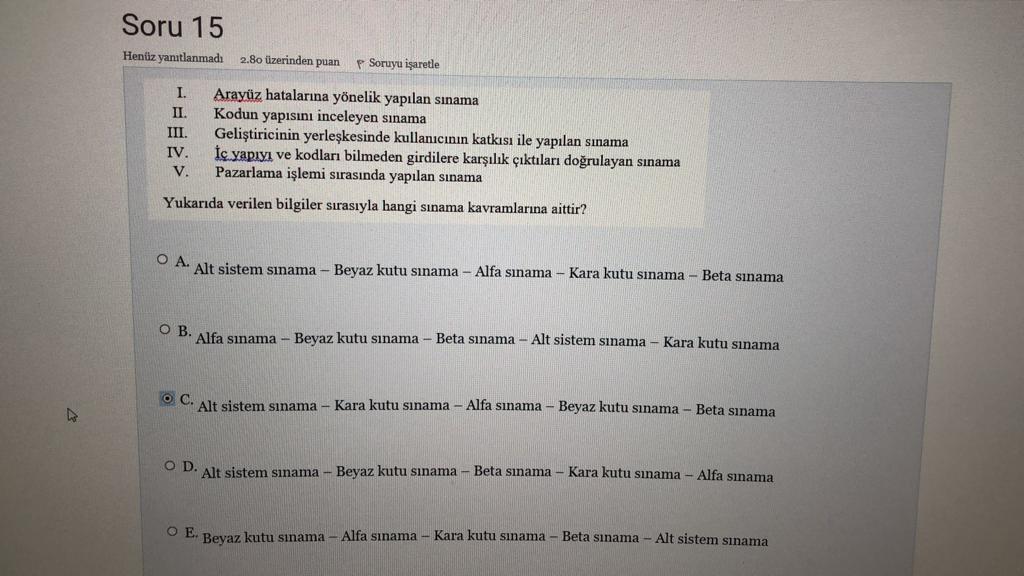 Soru 15
Henüz yanıtlanmadı 2.80 üzerinden puan Soruyu işaretle
I. Arayüz hatalarına yönelik yapılan sınama
II. Kodun yapısını inceleyen sınama
III. Geliştiricinin yerleşkesinde kullanıcının katkısı ile yapılan sınama
IV. İç yapıyı ve kodları bilmeden girdilere karşılık çıktıları doğrulayan sınama
V. Pazarlama işlemi sırasında yapılan sınama
Yukarıda verilen bilgiler sırasıyla hangi sınama kavramlarına aittir?
A. Alt sistem sınama – Beyaz kutu sınama – Alfa sınama – Kara kutu sınama – Beta sınama
B. Alfa sınama – Beyaz kutu sınama – Beta sınama – Alt sistem sınama – Kara kutu sınama
C. Alt sistem sınama – Kara kutu sınama – Alfa sınama – Beyaz kutu sınama – Beta sınama
D. Alt sistem sınama – Beyaz kutu sınama – Beta sınama – Kara kutu sınama – Alfa sınama
E. Beyaz kutu sınama – Alfa sınama – Kara kutu sınama – Beta sınama – Alt sistem sınama